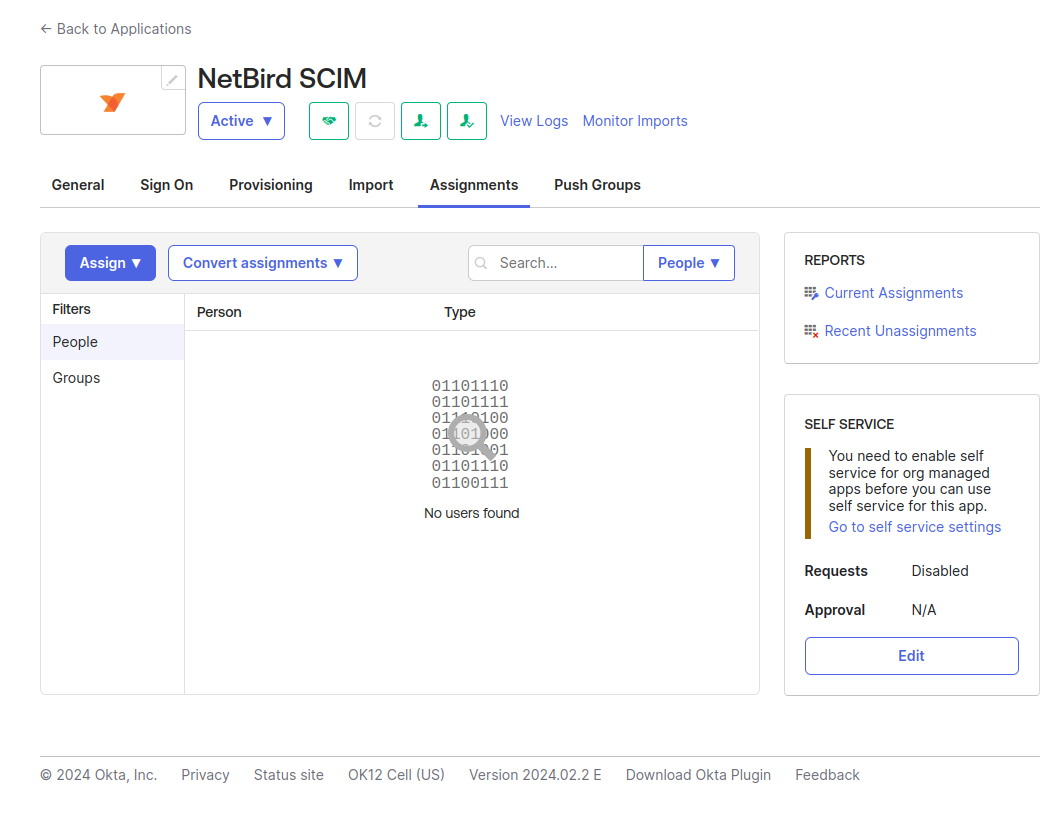 ← Back to Applications
NetBird SCIM
Active ▼
View Logs
Monitor Imports
General
Sign On
Provisioning
Import
Assignments
Push Groups
Assign ▼
Convert assignments ▼
Search...
People ▼
Filters
Person
Type
People
Groups
01101110
01101111
01110100
01101000
01101001
01101110
01100111
No users found
REPORTS
Current Assignments
Recent Unassignments
SELF SERVICE
You need to enable self
service for org managed
apps before you can use
self service for this app.
Go to self service settings
Requests Disabled
Approval N/A
Edit
© 2024 Okta, Inc. Privacy Status site OK12 Cell (US) Version 2024.02.2 E Download Okta Plugin Feedback